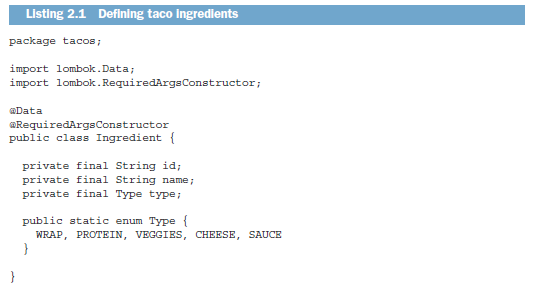 Listing 2.1 Defining taco ingredients
package tacos;
import lombok.Data;
import lombok.RequiredArgsConstructor;
@Data
@RequiredArgsConstructor
public class Ingredient {
private final String id;
private final String name;
private final Type type;
public static enum Type {
WRAP, PROTEIN, VEGGIES, CHEESE, SAUCE
}
}